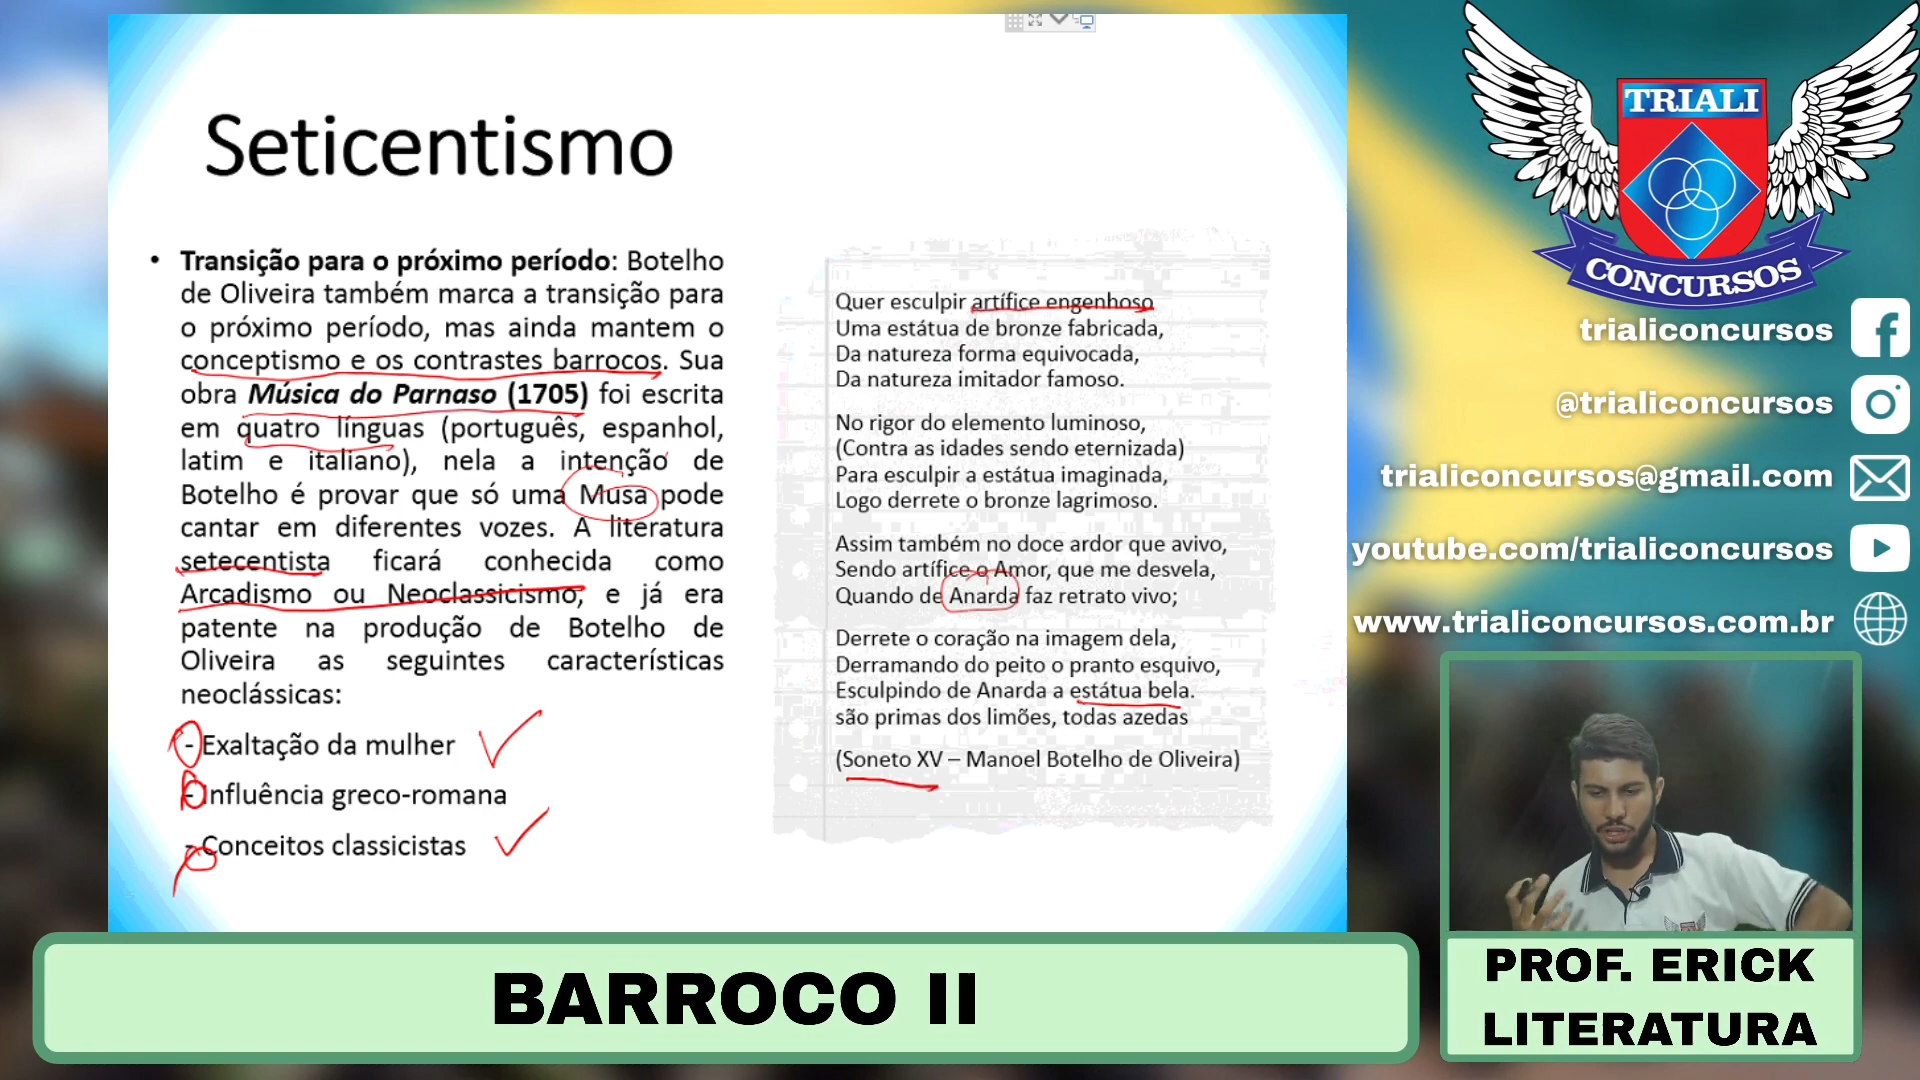 Seticentismo
• Transição para o próximo período: Botelho
de Oliveira também marca a transição para
o próximo período, mas ainda mantem o
conceptismo e os contrastes barrocos. Sua
obra Música do Parnaso (1705) foi escrita
em quatro línguas (português, espanhol,
latim e italiano), nela a intenção de
Botelho é provar que só uma Musa pode
cantar em diferentes vozes. A literatura
setecentista ficará conhecida como
Arcadismo ou Neoclassicismo, e já era
patente na produção de Botelho de
Oliveira as seguintes características
neoclássicas:
- Exaltação da mulher
- Influência greco-romana
- Conceitos classicistas
Quer esculpir artífice engenhoso
Uma estátua de bronze fabricada,
Da natureza forma equivocada,
Da natureza imitador famoso.
No rigor do elemento luminoso,
(Contra as idades sendo eternizada)
Para esculpir a estátua imaginada,
Logo derrete o bronze lagrimoso.
Assim também no doce ardor que avivo,
Sendo artífice o Amor, que me desvela,
Quando de Anarda faz retrato vivo;
Derrete o coração na imagem dela,
Derramando do peito o pranto esquivo,
Esculpindo de Anarda a estátua bela.
são primas dos limões, todas azedas
(Soneto XV – Manoel Botelho de Oliveira)
TRIALI
CONCURSOS
trialiconcursos
@trialiconcursos
trialiconcursos@gmail.com
youtube.com/trialiconcursos
www.trialiconcursos.com.br
BARROCO II
PROF. ERICK
LITERATURA